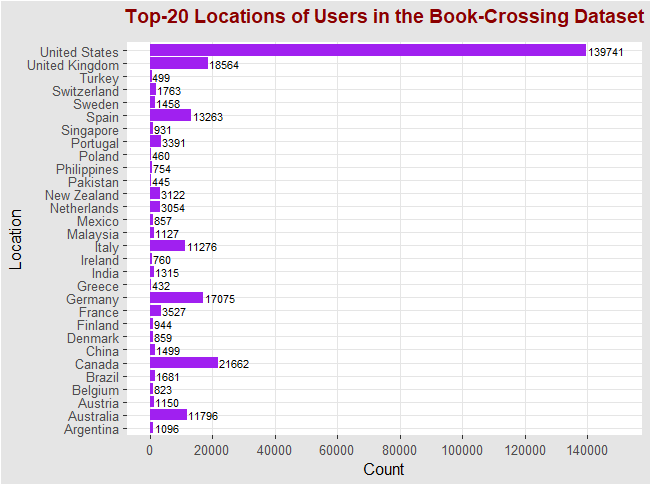 Top-20 Locations of Users in the Book-Crossing Dataset
United States 139741
United Kingdom 18564
Turkey 499
Switzerland 1763
Sweden 1458
Spain 13263
Singapore 931
Portugal 3391
Poland 460
Philippines 754
Pakistan 445
New Zealand 3122
Netherlands 3054
Mexico 857
Malaysia 1127
Italy 11276
Ireland 760
India 1315
Greece 432
Germany 17075
France 3527
Finland 944
Denmark 859
China 1499
Canada 21662
Brazil 1681
Belgium 823
Austria 1150
Australia 11796
Argentina 1096
Location
0 20000 40000 60000 80000 100000 120000 140000
Count